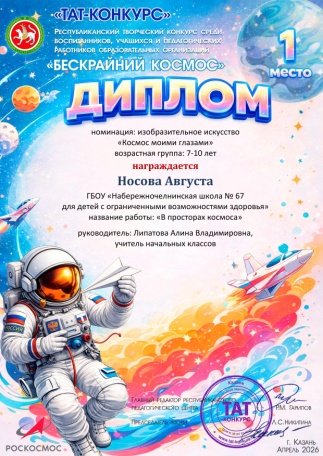 «ТАТ-КОНКУРС»
Республиканский творческий конкурс среди
воспитанников, учащихся и педагогических
работников образовательных организаций
«БЕСКРАЙНИЙ КОСМОС»
1
место
ДИПЛОМ
номинация: изобразительное искусство
«Космос моими глазами»
возрастная группа: 7-10 лет
награждается
Носова Августа
ГБОУ «Набережночелнинская школа № 67
для детей с ограниченными возможностями здоровья»
название работы: «В просторах космоса»
руководитель: Липатова Алина Владимировна,
учитель начальных классов
РОССИЯ
Главный редактор республиканского
педагогического
Р.М. Гарипов
Председатель жюри
Л.С.Никитина
ТАТ
КОНКУРС
г. Казань
Апрель 2026
РОСКОСМОС